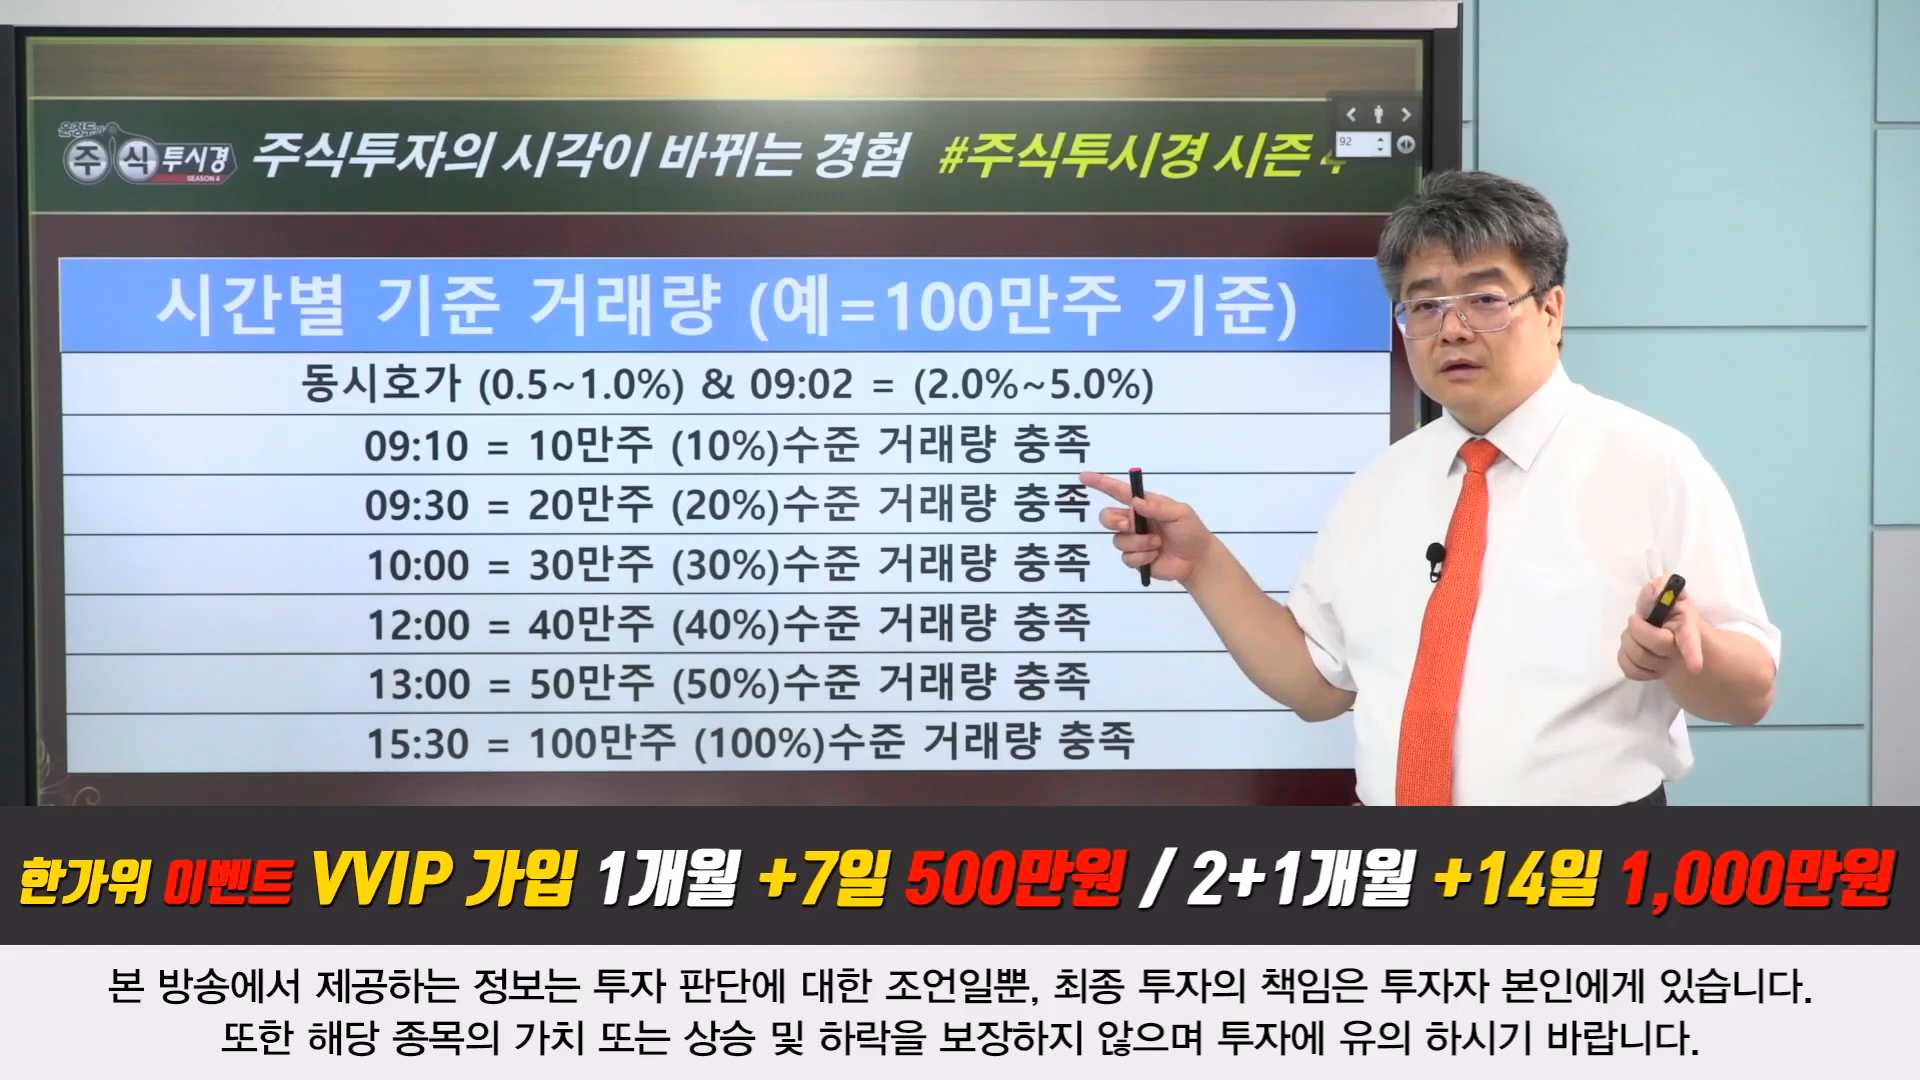 윤정두의
주식투시경
SEASON 4
주식투자의 시각이 바뀌는 경험 #주식투시경 시즌 4
92
시간별 기준 거래량 (예=100만주 기준)
동시호가 (0.5~1.0%) & 09:02 = (2.0%~5.0%)
09:10 = 10만주 (10%)수준 거래량 충족
09:30 = 20만주 (20%)수준 거래량 충족
10:00 = 30만주 (30%)수준 거래량 충족
12:00 = 40만주 (40%)수준 거래량 충족
13:00 = 50만주 (50%)수준 거래량 충족
15:30 = 100만주 (100%)수준 거래량 충족
한가위 이벤트 VVIP 가입 1개월 +7일 500만원 / 2+1개월 +14일 1,000만원
본 방송에서 제공하는 정보는 투자 판단에 대한 조언일뿐, 최종 투자의 책임은 투자자 본인에게 있습니다.
또한 해당 종목의 가치 또는 상승 및 하락을 보장하지 않으며 투자에 유의 하시기 바랍니다.